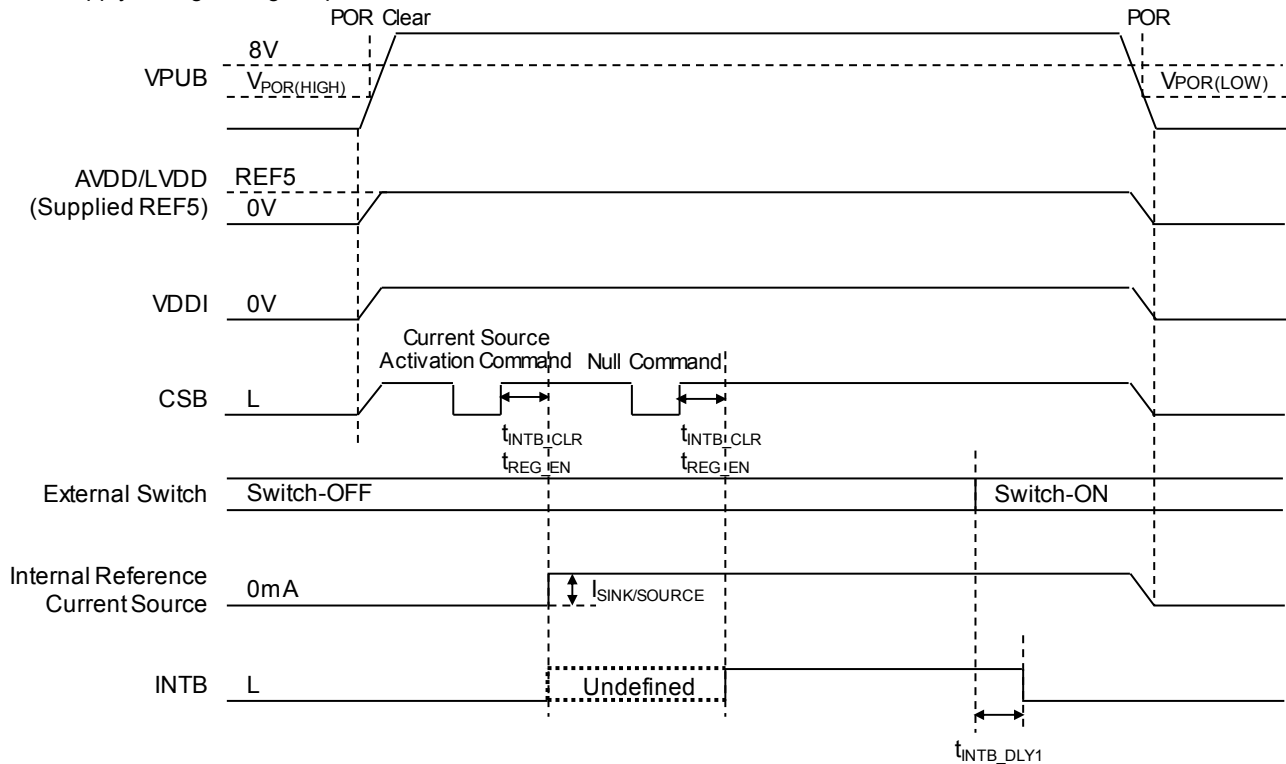 POR Clear
POR
8V
VPUB
VPOR(HIGH)
VPOR(LOW)
AVDD/LVDD
(Supplied REF5)
REF5
0V
VDDI
0V
Current Source
Activation Command
Null Command
CSB
L
tINTB_CLR
tREG_EN
tINTB_CLR
tREG_EN
External Switch
Switch-OFF
Switch-ON
Internal Reference
Current Source
0mA
ISINK/SOURCE
INTB
L
Undefined
tINTB_DLY1